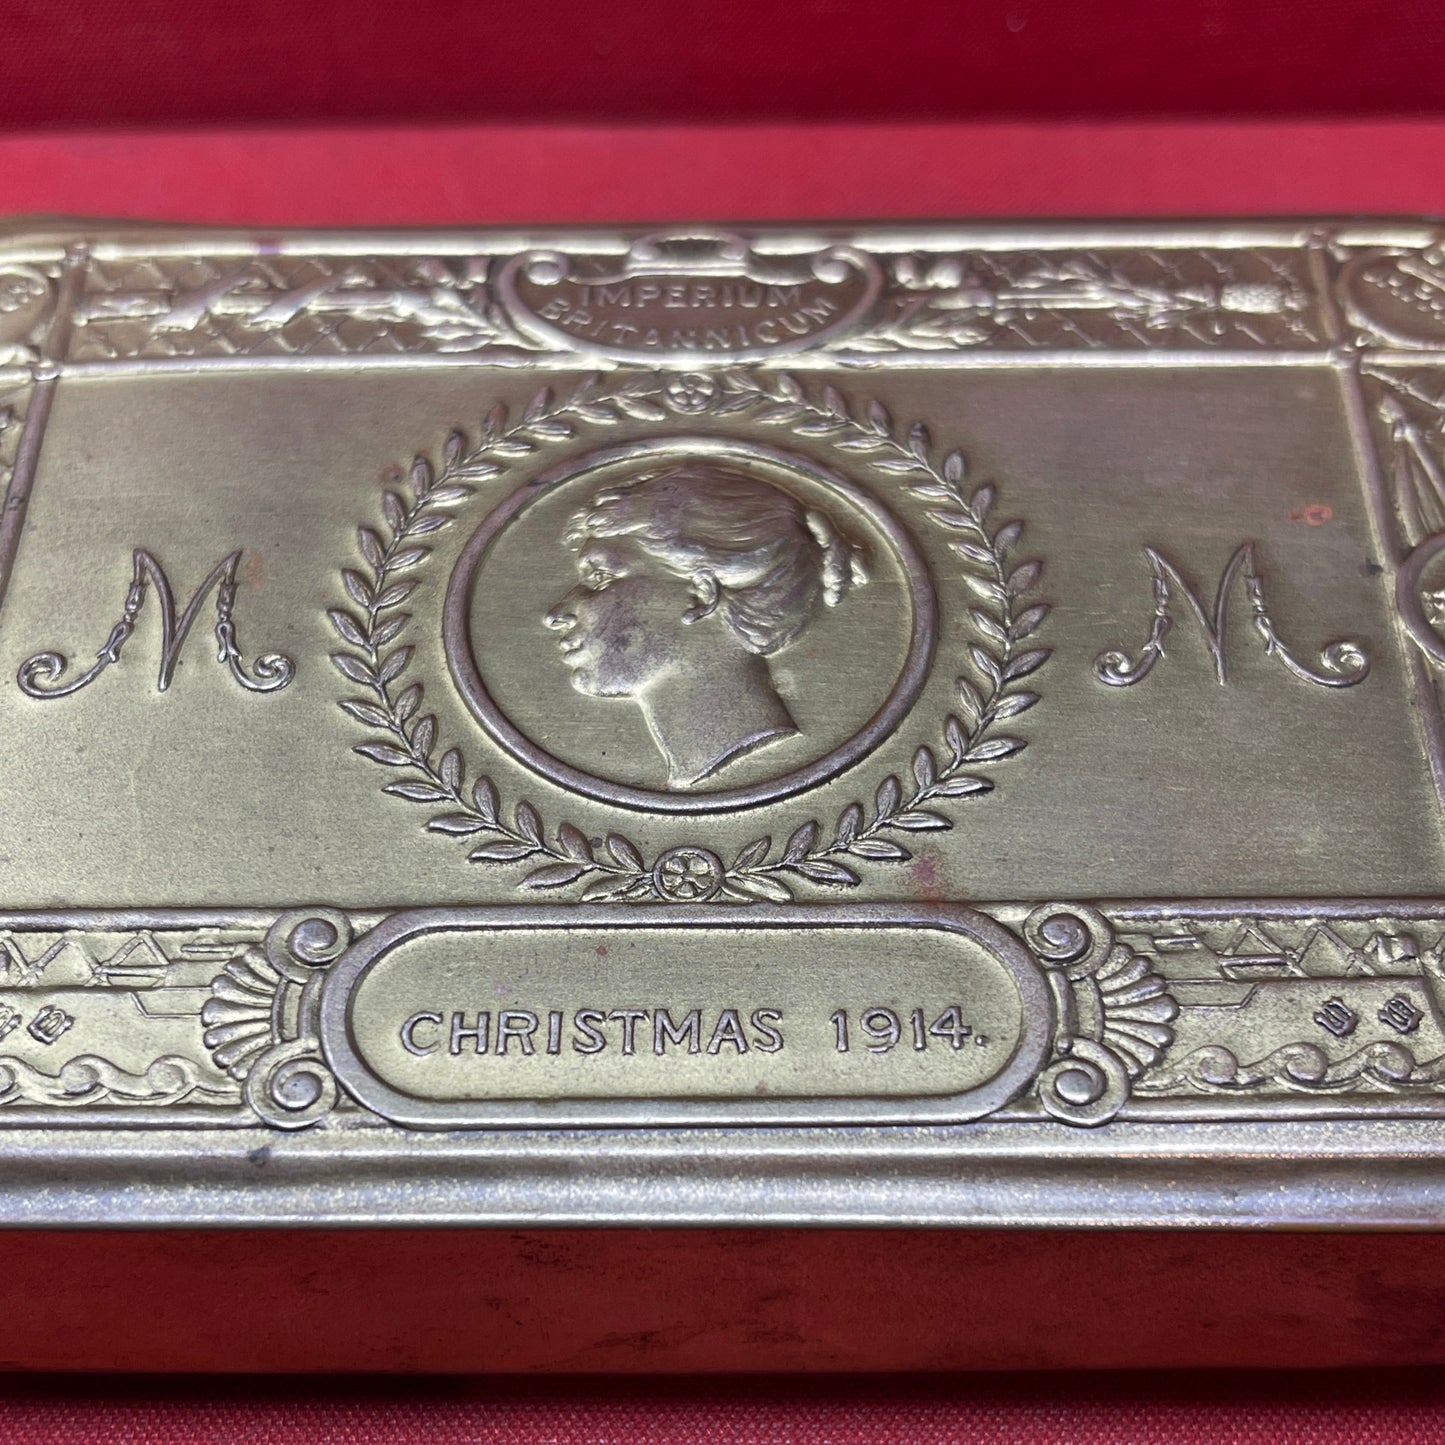 IMPERIUM
BRITANNICUM
M M
CHRISTMAS 1914.